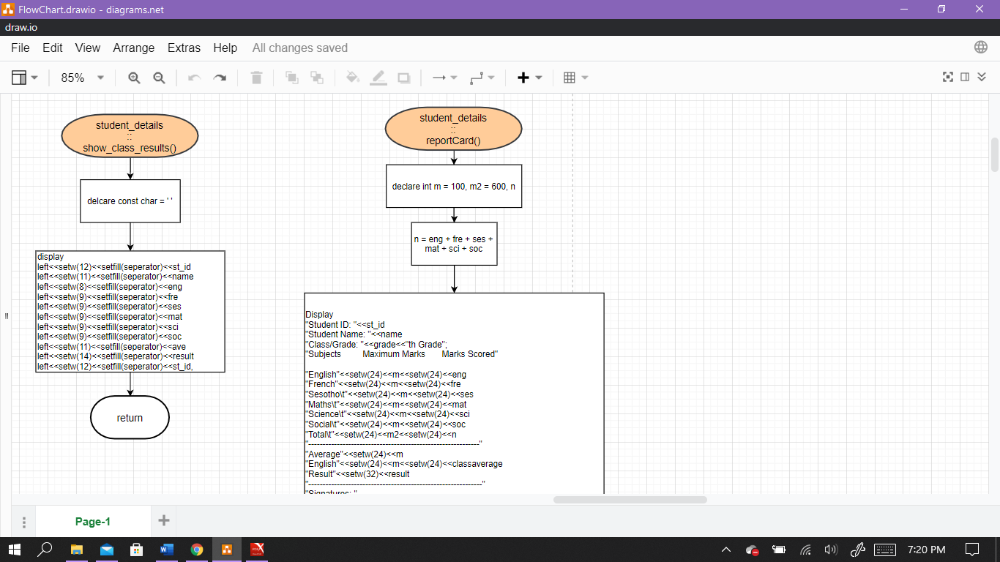 FlowChart.drawio - diagrams.net
draw.io
File Edit View Arrange Extras Help All changes saved
85%
student_details
::
show_class_results()
delcare const char = ' '
display
left<<setw(12)<<setfill(seperator)<<st_id
left<<setw(11)<<setfill(seperator)<<name
left<<setw(8)<<setfill(seperator)<<eng
left<<setw(9)<<setfill(seperator)<<fre
left<<setw(9)<<setfill(seperator)<<ses
left<<setw(9)<<setfill(seperator)<<mat
left<<setw(9)<<setfill(seperator)<<sci
left<<setw(9)<<setfill(seperator)<<soc
left<<setw(11)<<setfill(seperator)<<ave
left<<setw(14)<<setfill(seperator)<<result
left<<setw(12)<<setfill(seperator)<<st_id,
return
student_details
::
reportCard()
declare int m = 100, m2 = 600, n
n = eng + fre + ses +
mat + sci + soc
Display
"Student ID: "<<st_id
"Student Name: "<<name
"Class/Grade: "<<grade<<"th Grade";
"Subjects Maximum Marks Marks Scored"
"English"<<setw(24)<<m<<setw(24)<<eng
"French"<<setw(24)<<m<<setw(24)<<fre
"Sesotho\t"<<setw(24)<<m<<setw(24)<<ses
"Maths\t"<<setw(24)<<m<<setw(24)<<mat
"Science\t"<<setw(24)<<m<<setw(24)<<sci
"Social\t"<<setw(24)<<m<<setw(24)<<soc
"Total\t"<<setw(24)<<m2<<setw(24)<<n
"------------------------------------------------------------"
"Average"<<setw(24)<<m
"English"<<setw(24)<<m<<setw(24)<<classaverage
"Result"<<setw(32)<<result
"-------------------------------------------------------------"
"Signatures: "
Page-1
7:20 PM